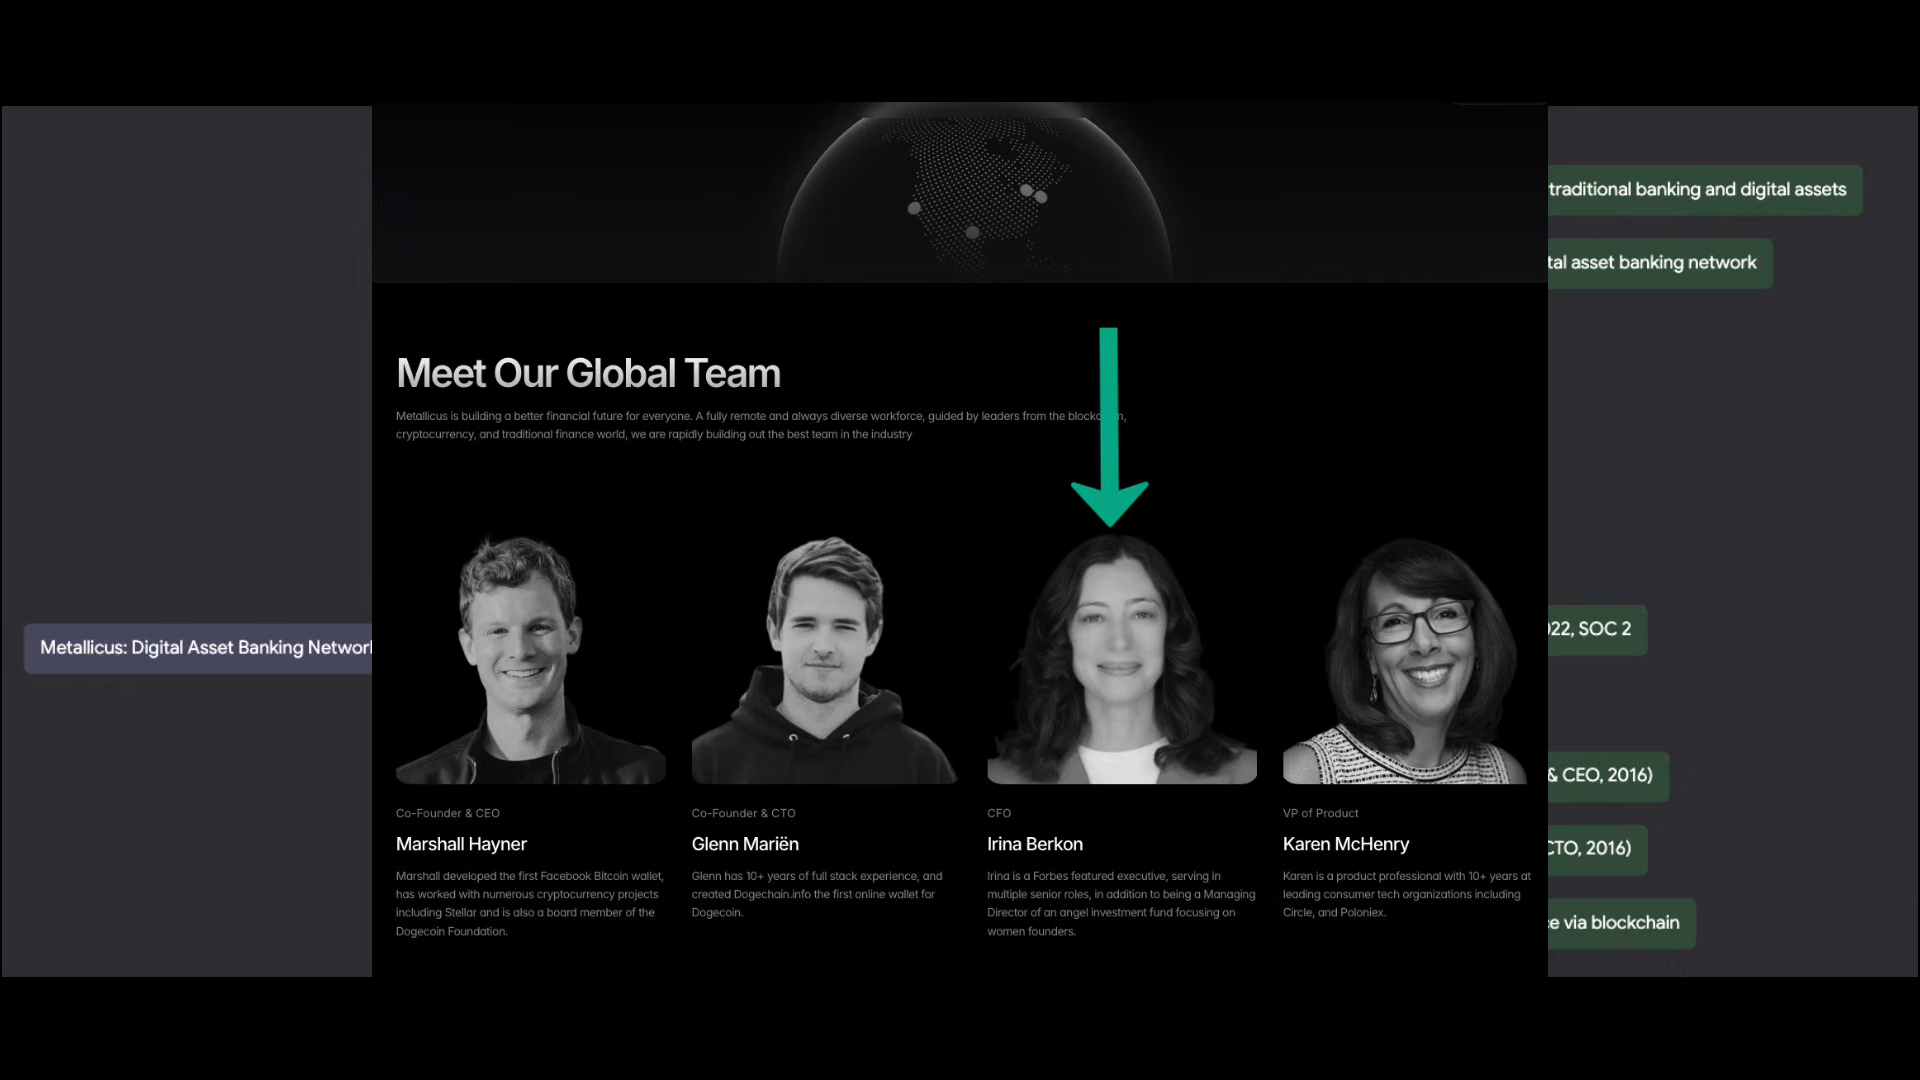 traditional banking and digital assets
tal asset banking network
Meet Our Global Team
Metallicus is building a better financial future for everyone. A fully remote and always diverse workforce, guided by leaders from the
cryptocurrency, and traditional finance world, we are rapidly building out the best team in the industry
Metallicus: Digital Asset Banking Network
22, SOC 2
& CEO, 2016)
CTO, 2016)
e via blockchain
Co-Founder & CEO
Marshall Hayner
Marshall developed the first Facebook Bitcoin wallet,
has worked with numerous cryptocurrency projects
including Stellar and is also a board member of the
Dogecoin Foundation.
Co-Founder & CTO
Glenn Mariën
Glenn has 10+ years of full stack experience, and
created Dogechain.info the first online wallet for
Dogecoin.
CFO
Irina Berkon
Irina is a Forbes featured executive, serving in
multiple senior roles, in addition to being a Managing
Director of an angel investment fund focusing on
women founders.
VP of Product
Karen McHenry
Karen is a product professional with 10+ years at
leading consumer tech organizations including
Circle, and Poloniex.